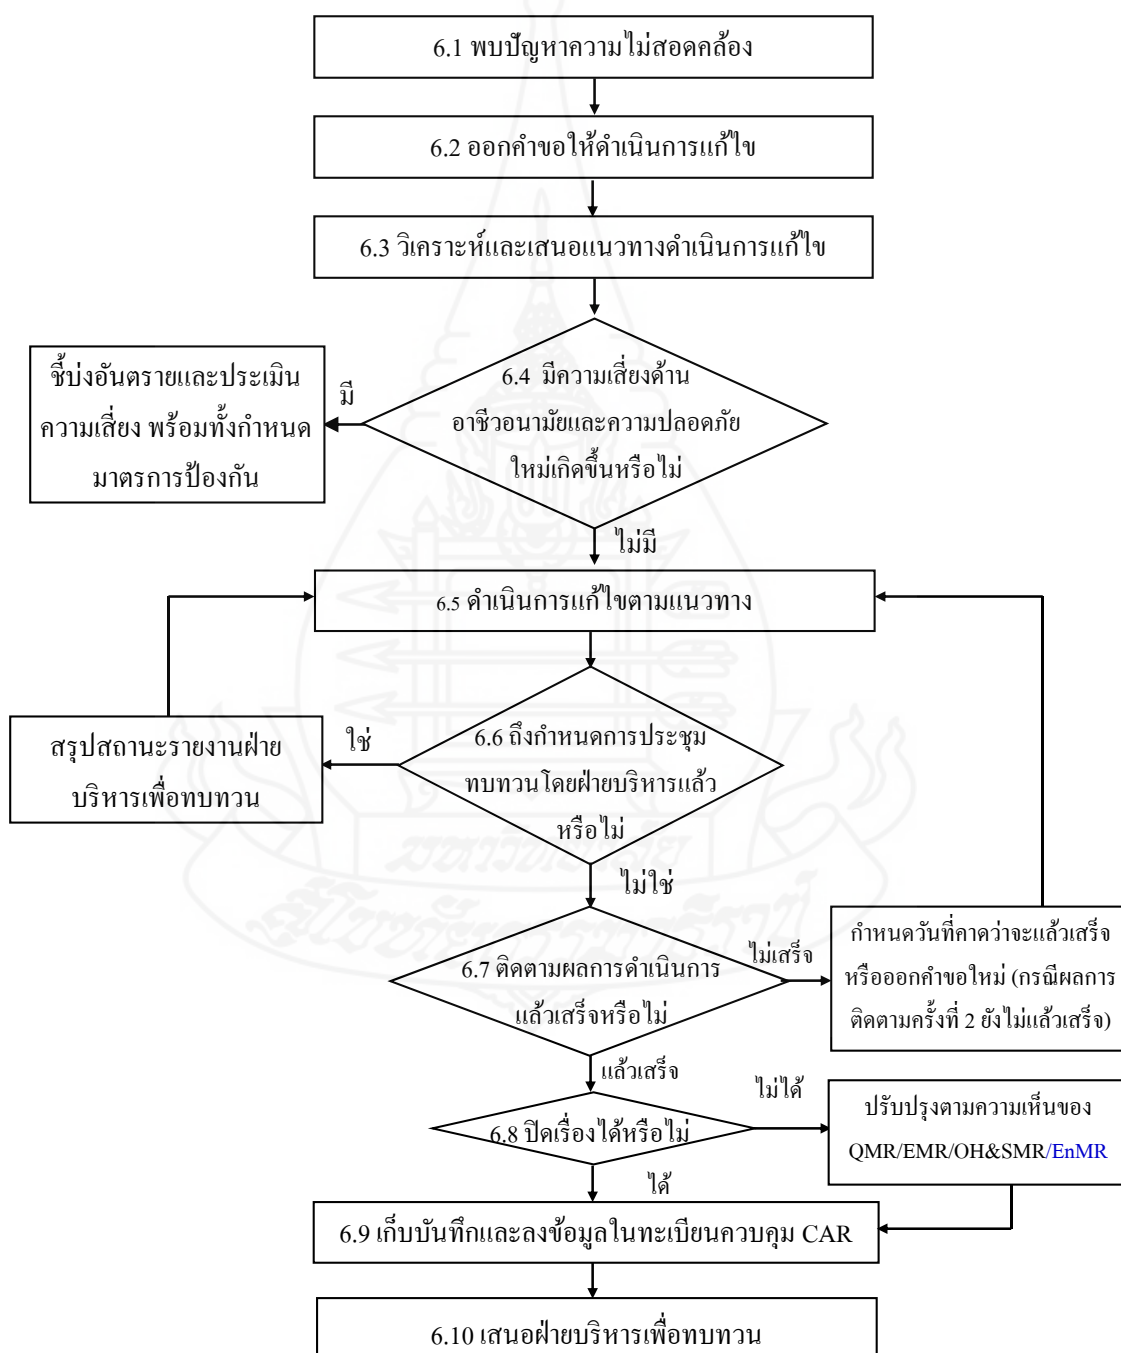 6.1 พบปัญหาความไม่สอดคล้อง
6.2 ออกคำขอให้ดำเนินการแก้ไข
6.3 วิเคราะห์และเสนอแนวทางดำเนินการแก้ไข
6.4 มีความเสี่ยงด้าน
อาชีวอนามัยและความปลอดภัย
ใหม่เกิดขึ้นหรือไม่
มี
ชี้บ่งอันตรายและประเมิน
ความเสี่ยง พร้อมทั้งกำหนด
มาตรการป้องกัน
ไม่มี
6.5 ดำเนินการแก้ไขตามแนวทาง
6.6 ถึงกำหนดการประชุม
ทบทวนโดยฝ่ายบริหารแล้ว
หรือไม่
ใช่
สรุปสถานะรายงานฝ่าย
บริหารเพื่อทบทวน
ไม่ใช่
6.7 ติดตามผลการดำเนินการ
แล้วเสร็จหรือไม่
ไม่เสร็จ
กำหนดวันที่คาดว่าจะแล้วเสร็จ
หรือออกคำขอใหม่ (กรณีผลการ
ติดตามครั้งที่ 2 ยังไม่แล้วเสร็จ)
แล้วเสร็จ
6.8 ปิดเรื่องได้หรือไม่
ไม่ได้
ปรับปรุงตามความเห็นของ
QMR/EMR/OH&SMR/EnMR
ได้
6.9 เก็บบันทึกและลงข้อมูลในทะเบียนควบคุม CAR
6.10 เสนอฝ่ายบริหารเพื่อทบทวน
มหาวิทยาลัย
สุโขทัยธรรมาธิราช